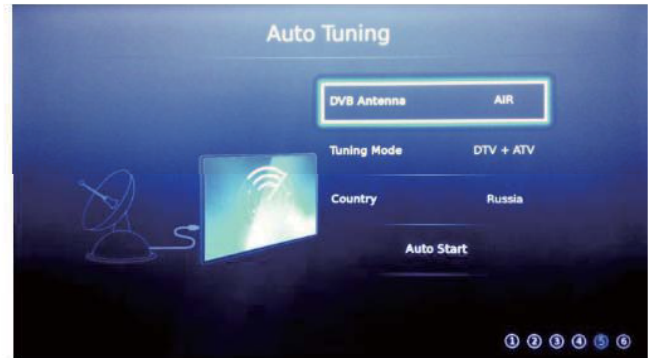 Auto Tuning
DVB Antenna AIR
Tuning Mode DTV + ATV
Country Russia
Auto Start
① ② ③ ④ ⑤ ⑥